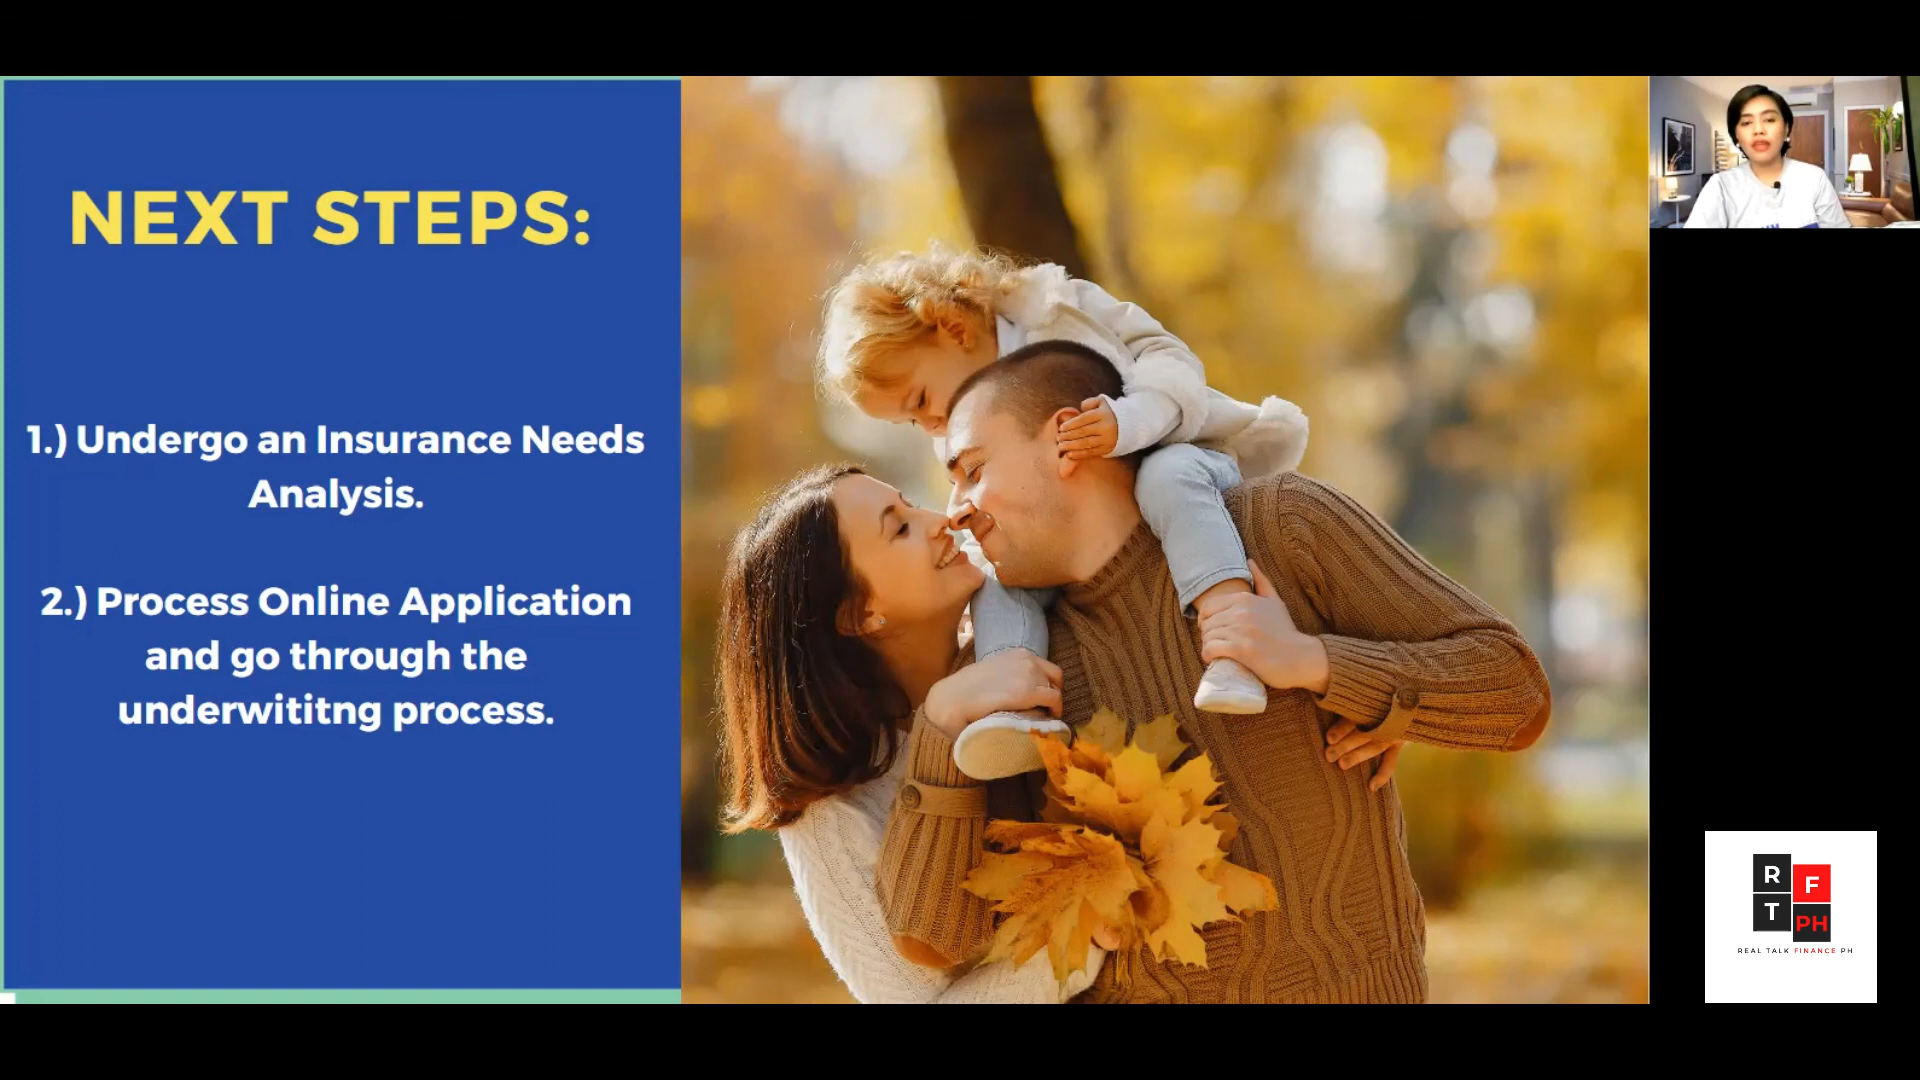 NEXT STEPS:
1.) Undergo an Insurance Needs
Analysis.
2.) Process Online Application
and go through the
underwititng process.
R
F
T
PH
REAL TALK FINANCE PH